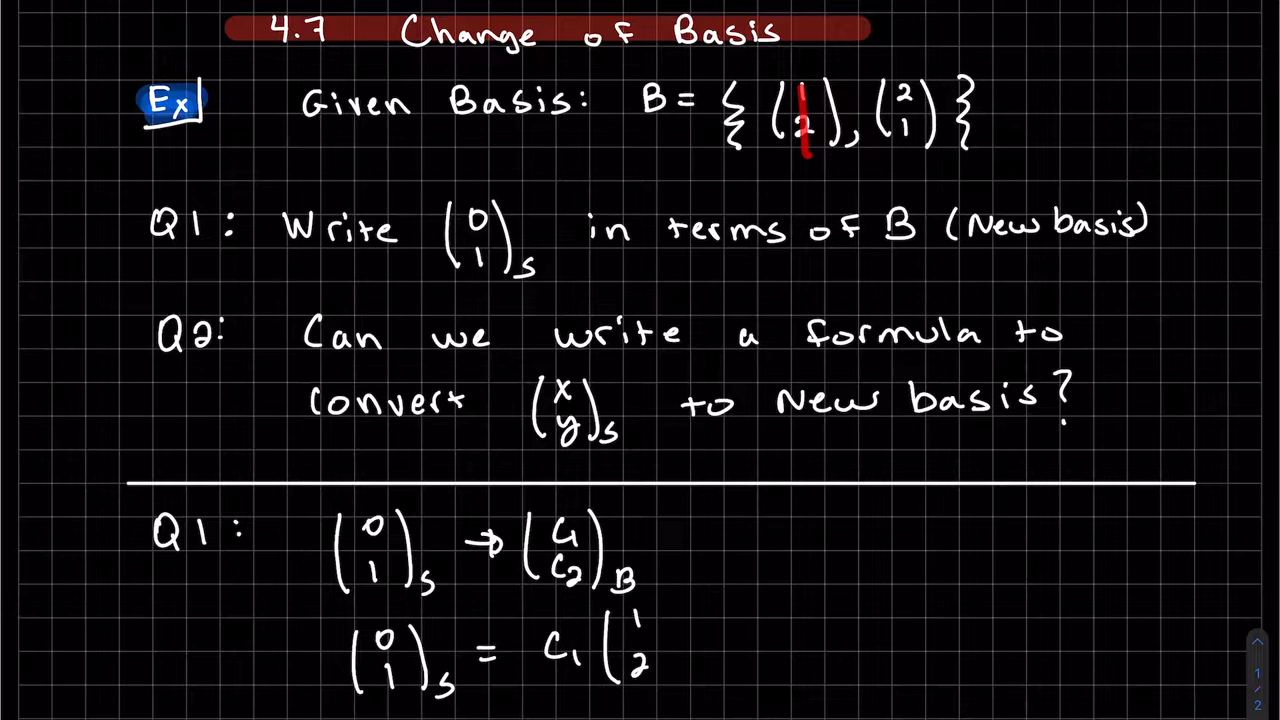 4.7 Change of Basis
Ex Given Basis: B = { (1 2), (2 1) }
Q1: Write (0 1)S in terms of B (New basis)
Q2: Can we write a formula to
convert (x y)S to New basis?
Q1: (0 1)S → (C1 C2)B
(0 1)S = C1 (1 2
1 / 2